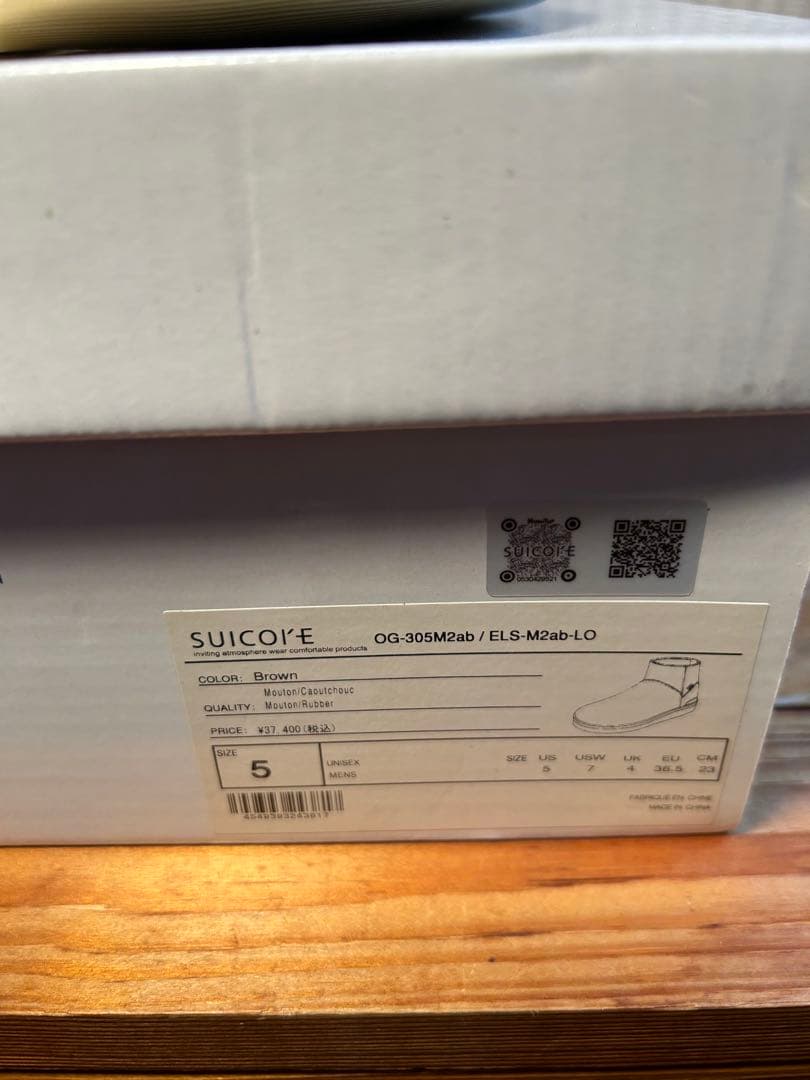 SUICOKE
0530429521
SUICOKE
OG-305M2ab / ELS-M2ab-LO
inviting atmosphere wear comfortable products
COLOR: Brown
Mouton/Caoutchouc
QUALITY: Mouton/Rubber
PRICE: ¥37,400(税込)
SIZE
5
UNISEX
MENS
SIZE US USW UK EU CM
5 7 4 36.5 23
FABRIQUE EN CHINE
MADE IN CHINA